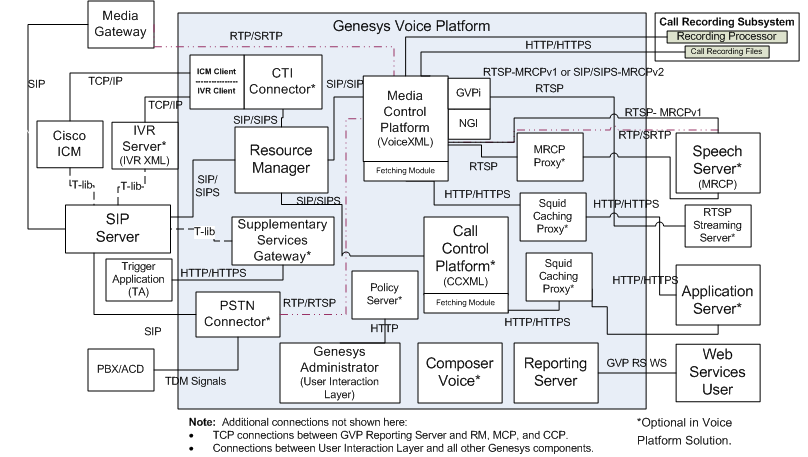 Media
Gateway
Genesys Voice Platform
Call Recording Subsystem
Recording Processor
Call Recording Files
RTP/SRTP
HTTP/HTTPS
SIP
TCP/IP
ICM Client
IVR Client
CTI
Connector*
SIP/SIPS
RTSP-MRCPv1 or SIP/SIPS-MRCPv2
Media
Control
Platform
(VoiceXML)
Fetching Module
GVPi
NGI
RTSP
TCP/IP
SIP/SIPS
RTSP- MRCPv1
RTP/SRTP
Cisco
ICM
IVR
Server*
(IVR XML)
Resource
Manager
MRCP
Proxy*
RTSP
Speech
Server*
(MRCP)
T-lib
T-lib
SIP/
SIPS
SIP/SIPS
HTTP/HTTPS
Squid
Caching
Proxy*
HTTP/HTTPS
SIP
Server
T-lib
Supplementary
Services
Gateway*
Call
Control
Platform*
(CCXML)
Fetching Module
RTSP
Streaming
Server*
Trigger
Application
(TA)
HTTP/HTTPS
Squid
Caching
Proxy*
HTTP/HTTPS
Application
Server*
Policy
Server*
PSTN
Connector*
RTP/RTSP
HTTP/HTTPS
SIP
HTTP
PBX/ACD
TDM Signals
Genesys
Administrator
(User Interaction
Layer)
Composer
Voice*
Reporting
Server
GVP RS WS
Web
Services
User
Note: Additional connections not shown here:
• TCP connections between GVP Reporting Server and RM, MCP, and CCP.
• Connections between User Interaction Layer and all other Genesys components.
*Optional in Voice
Platform Solution.